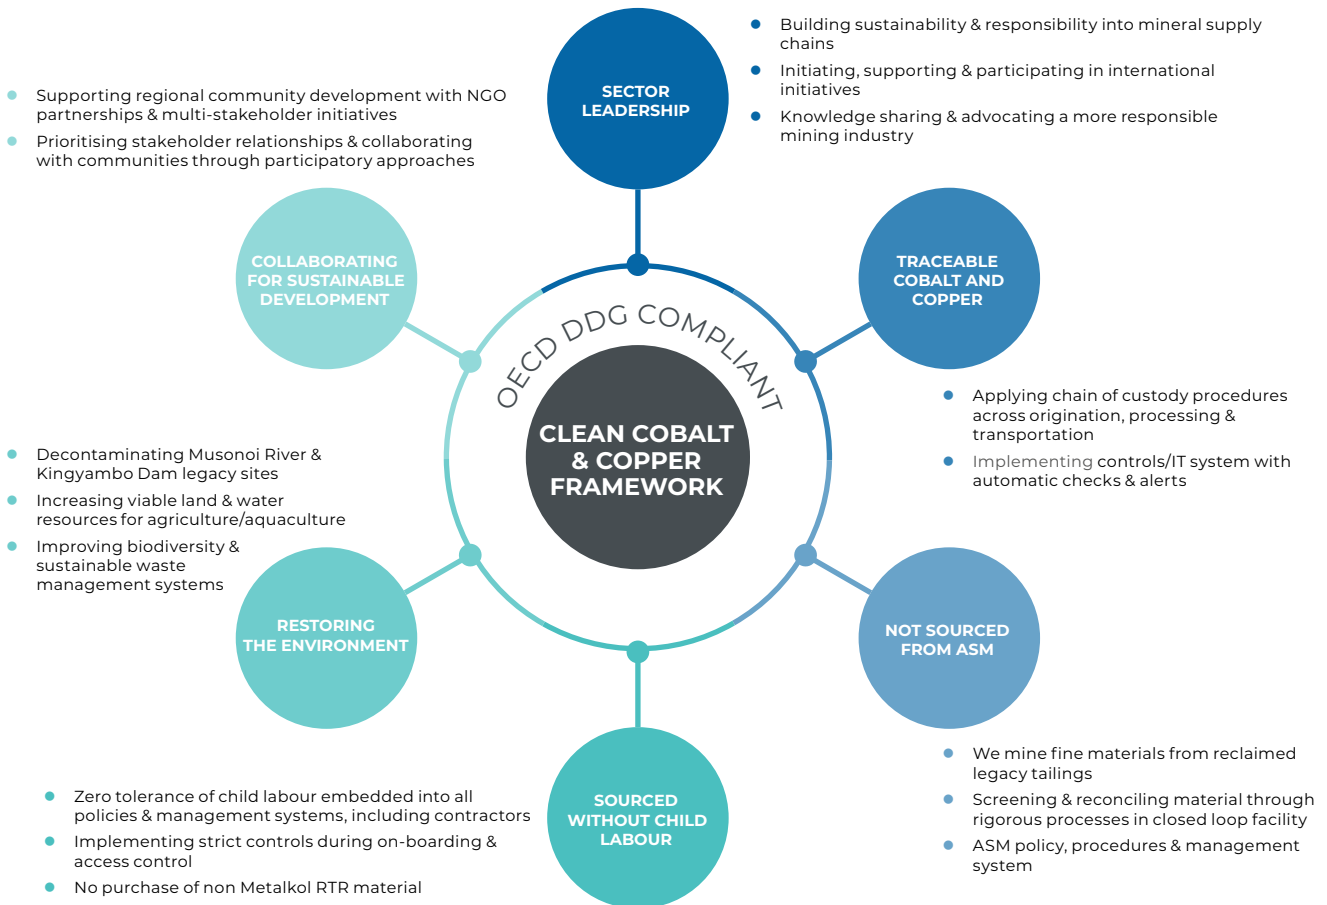 SECTOR
LEADERSHIP
Building sustainability & responsibility into mineral supply
chains
Initiating, supporting & participating in international
initiatives
Knowledge sharing & advocating a more responsible
mining industry
TRACEABLE
COBALT AND
COPPER
Applying chain of custody procedures
across origination, processing &
transportation
Implementing controls/IT system with
automatic checks & alerts
NOT SOURCED
FROM ASM
We mine fine materials from reclaimed
legacy tailings
Screening & reconciling material through
rigorous processes in closed loop facility
ASM policy, procedures & management
system
SOURCED
WITHOUT CHILD
LABOUR
Zero tolerance of child labour embedded into all
policies & management systems, including contractors
Implementing strict controls during on-boarding &
access control
No purchase of non Metalkol RTR material
RESTORING
THE ENVIRONMENT
Decontaminating Musonoi River &
Kingyambo Dam legacy sites
Increasing viable land & water
resources for agriculture/aquaculture
Improving biodiversity &
sustainable waste
management systems
COLLABORATING
FOR SUSTAINABLE
DEVELOPMENT
Supporting regional community development with NGO
partnerships & multi-stakeholder initiatives
Prioritising stakeholder relationships & collaborating
with communities through participatory approaches
OECD DDG COMPLIANT
CLEAN COBALT
& COPPER
FRAMEWORK